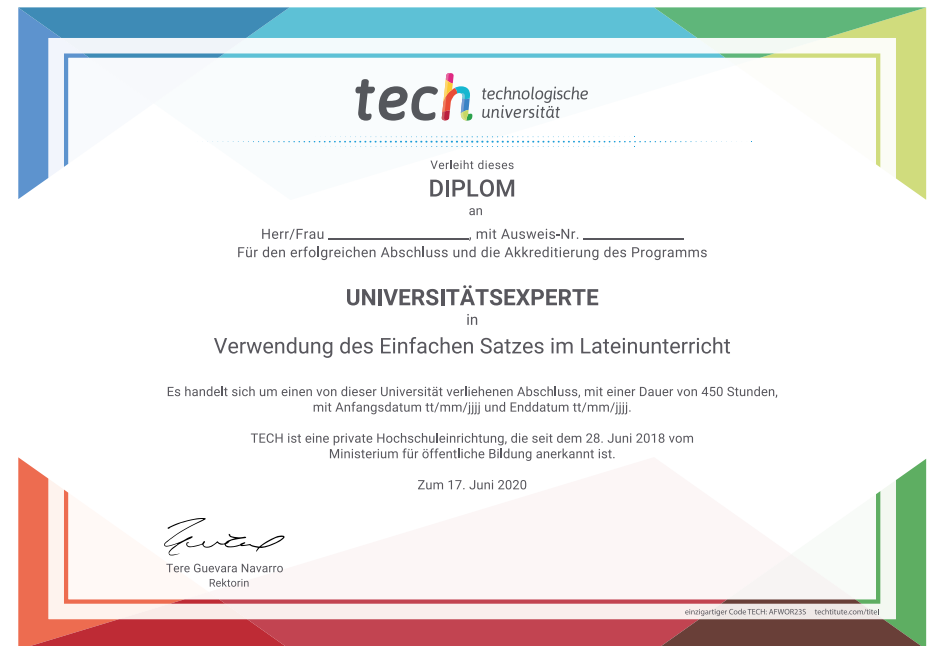 tech technologische
universität
Verleiht dieses
DIPLOM
an
Herr/Frau ____________________, mit Ausweis-Nr. ______________
Für den erfolgreichen Abschluss und die Akkreditierung des Programms
UNIVERSITÄTSEXPERTE
in
Verwendung des Einfachen Satzes im Lateinunterricht
Es handelt sich um einen von dieser Universität verliehenen Abschluss, mit einer Dauer von 450 Stunden,
mit Anfangsdatum tt/mm/jjjj und Enddatum tt/mm/jjjj.
TECH ist eine private Hochschuleinrichtung, die seit dem 28. Juni 2018 vom
Ministerium für öffentliche Bildung anerkannt ist.
Zum 17. Juni 2020
Tere Guevara Navarro
Rektorin
einzigartiger Code TECH: AFWOR235 techtitute.com/titel